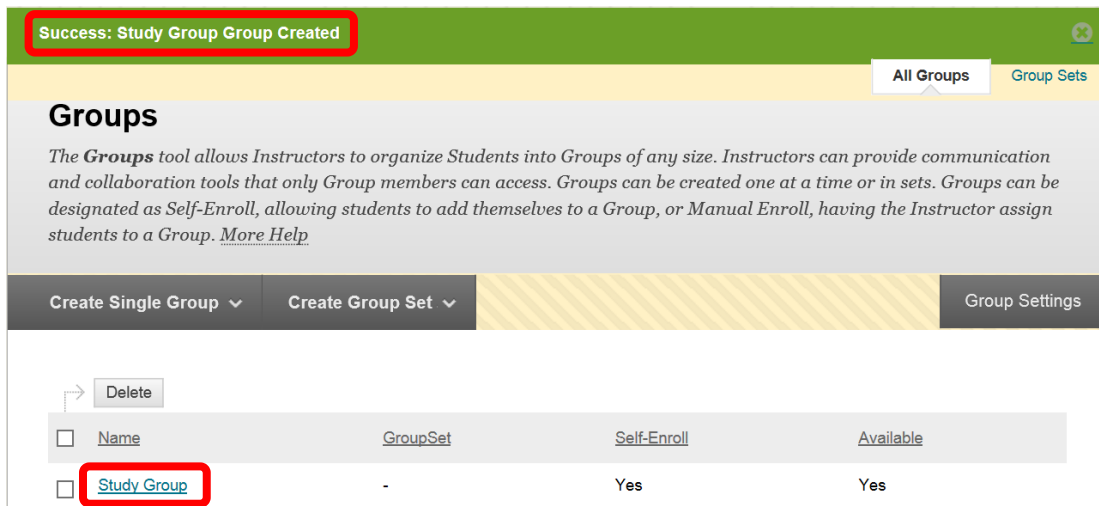 Success: Study Group Group Created
All Groups Group Sets
Groups
The Groups tool allows Instructors to organize Students into Groups of any size. Instructors can provide communication
and collaboration tools that only Group members can access. Groups can be created one at a time or in sets. Groups can be
designated as Self-Enroll, allowing students to add themselves to a Group, or Manual Enroll, having the Instructor assign
students to a Group. More Help
Create Single Group Create Group Set Group Settings
Delete
Name GroupSet Self-Enroll Available
Study Group - Yes Yes